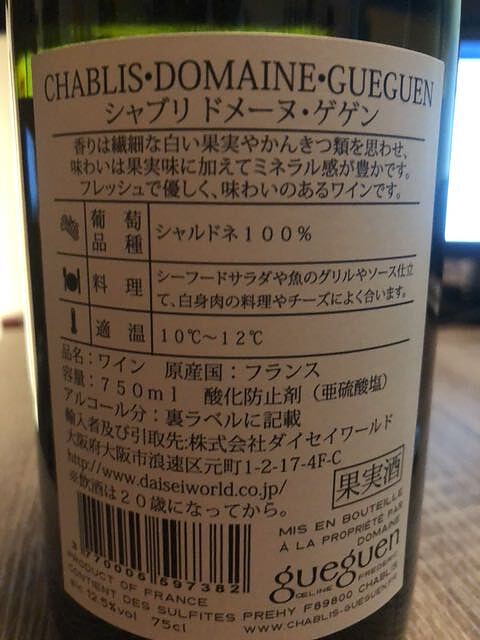 CHABLIS•DOMAINE•GUEGUEN
シャブリ ドメーヌ・ゲゲン
香りは繊細な白い果実やかんきつ類を思わせ、
味わいは果実味に加えてミネラル感が豊かです。
フレッシュで優しく、味わいのあるワインです。
葡萄品種 シャルドネ100%
料理 シーフードサラダや魚のグリルやソース仕立
て、白身肉の料理やチーズによく合います。
適温 10℃~12℃
品名:ワイン 原産国:フランス
容量:750ml 酸化防止剤(亜硫酸塩)
アルコール分:裏ラベルに記載
輸入者及び引取先:株式会社ダイセイワールド
大阪府大阪市浪速区元町1-2-17-4F-C
http://www.daiseiworld.co.jp/
※飲酒は20歳になってから。
果実酒
3 770006 597382
MIS EN BOUTEILLE
À LA PROPRIÉTÉ PAR
DOMAINE
gueguen
CÉLINE FRÉDÉRIC
PRODUCT OF FRANCE
CONTIENT DES SULFITES PREHY F89800 CHABLIS
12.5%vol 75cl WWW.CHABLIS-GUEGUEN.FR